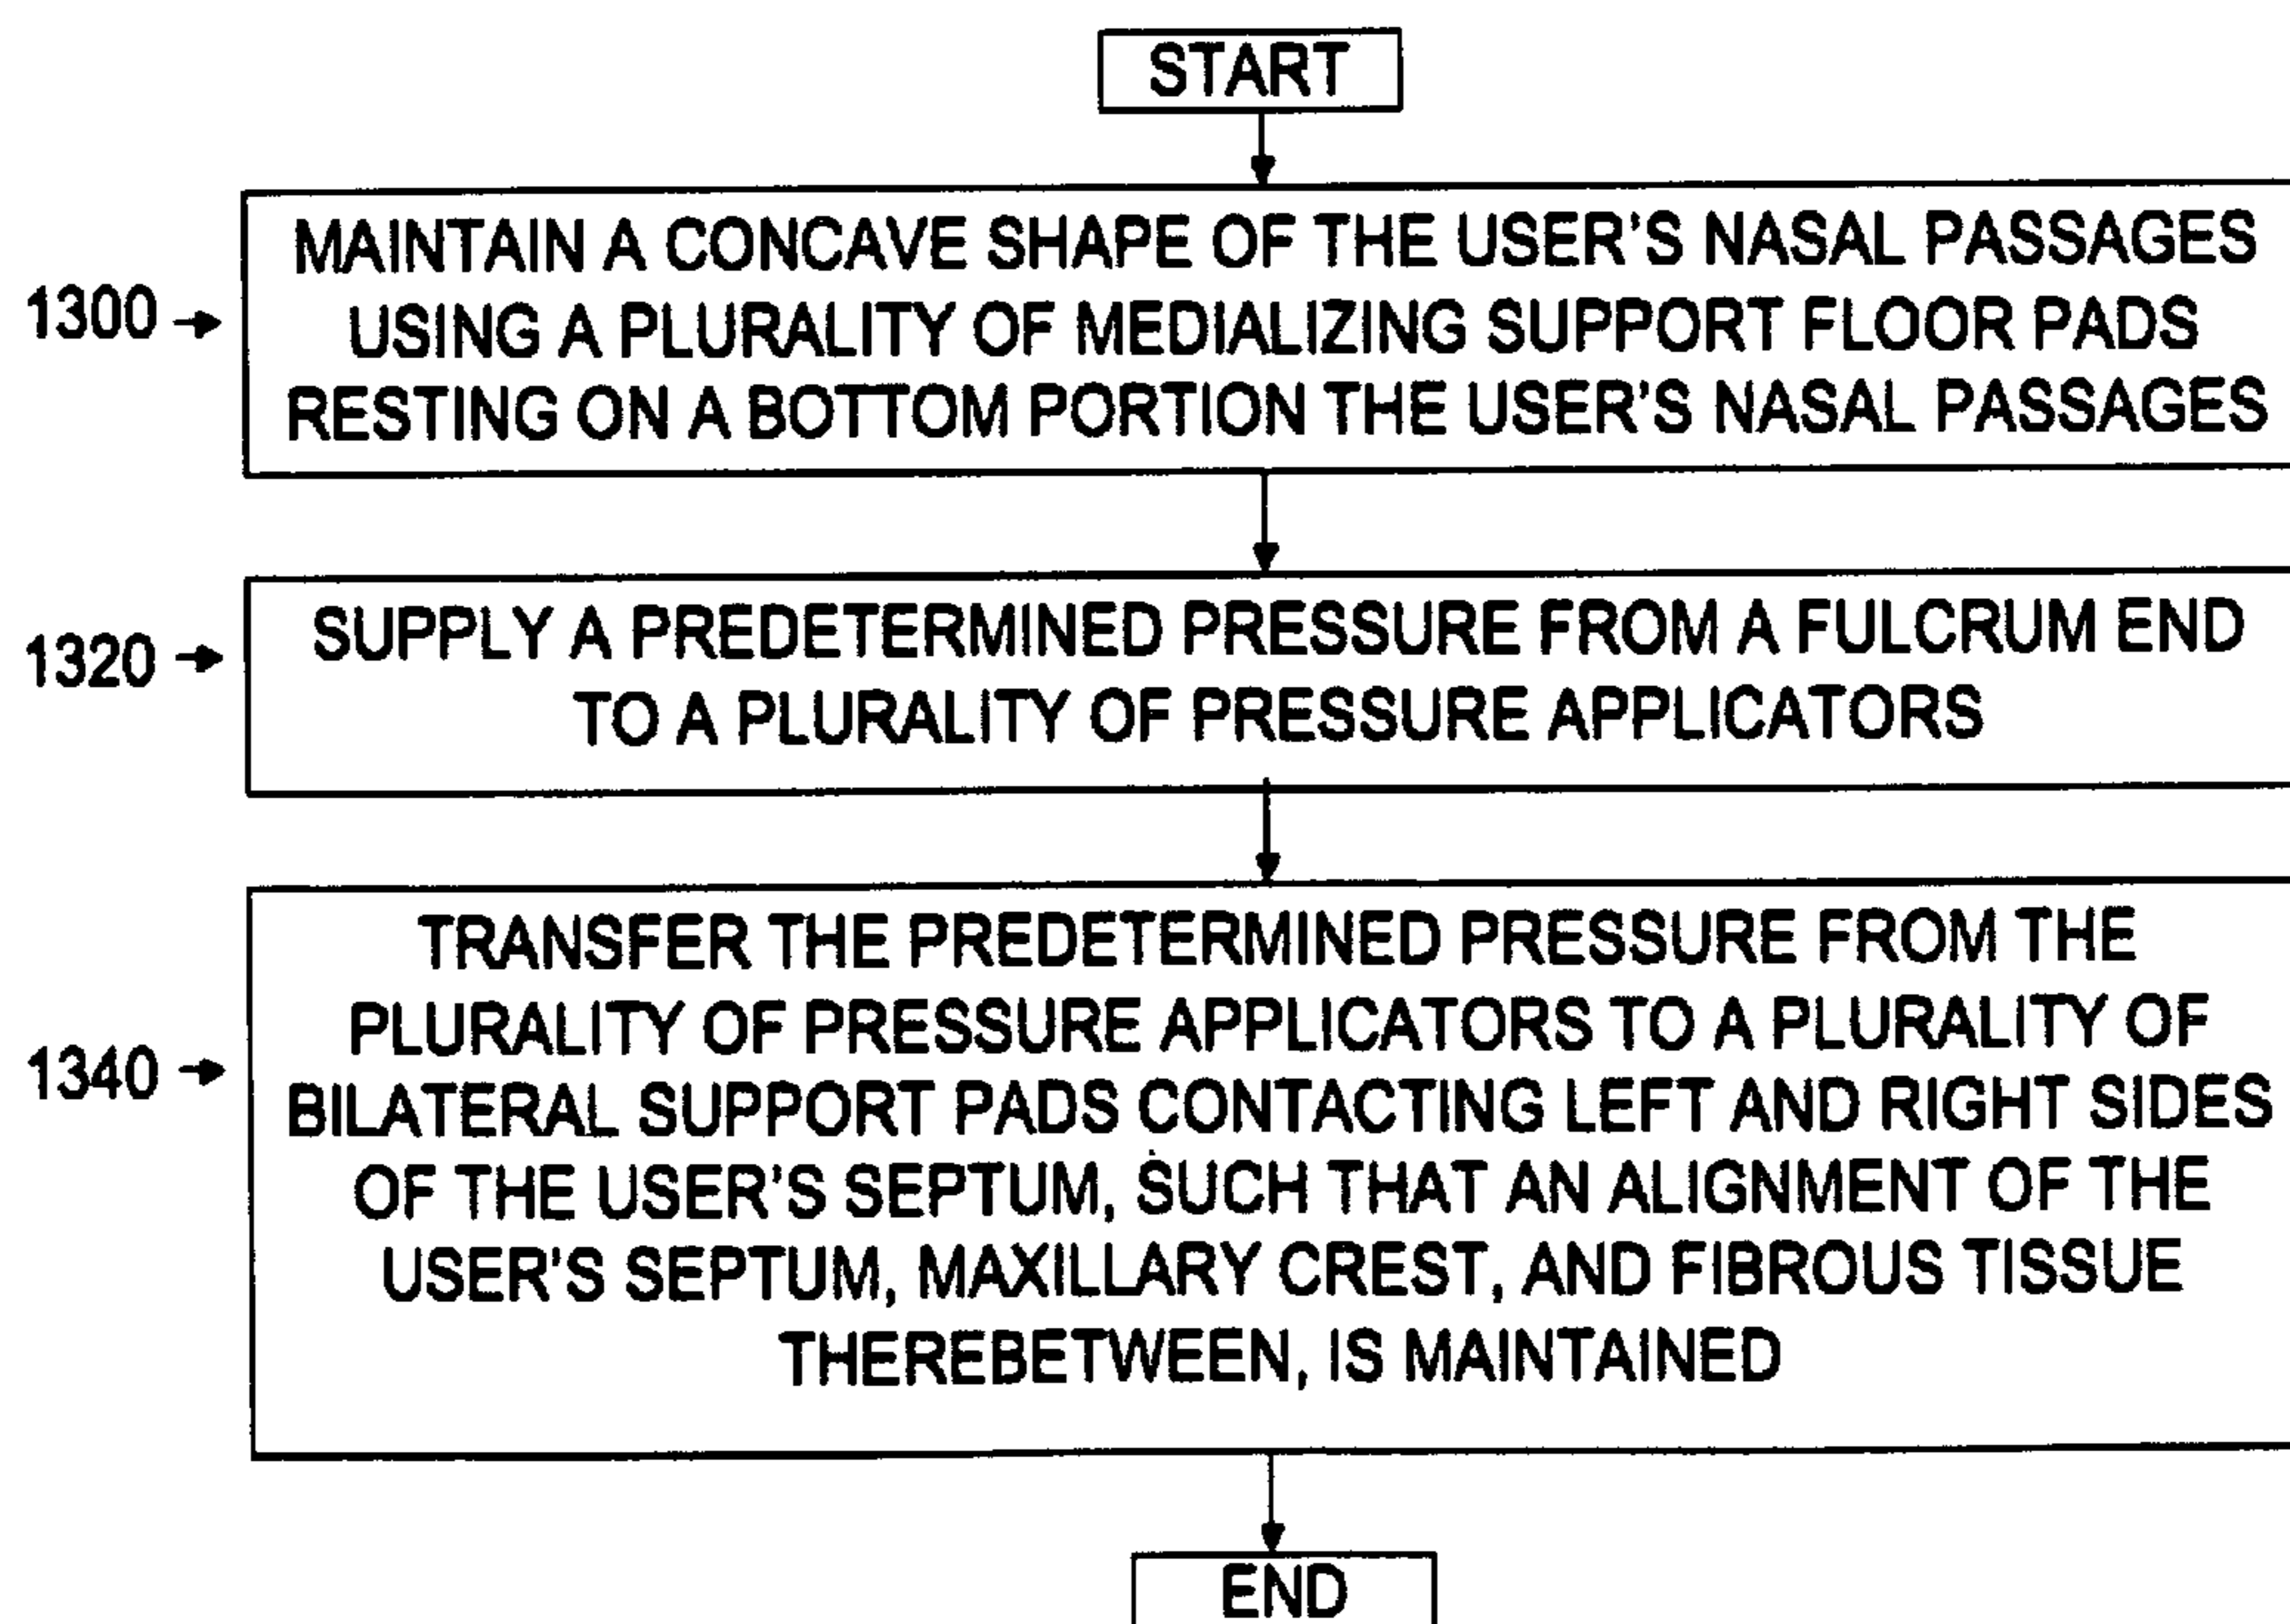 START
MAINTAIN A CONCAVE SHAPE OF THE USER'S NASAL PASSAGES
1300
USING A PLURALITY OF MEDIALIZING SUPPORT FLOOR PADS
RESTING ON A BOTTOM PORTION THE USER'S NASAL PASSAGES
SUPPLY A PREDETERMINED PRESSURE FROM A FULCRUM END
1320
TO A PLURALITY OF PRESSURE APPLICATORS
TRANSFER THE PREDETERMINED PRESSURE FROM THE
PLURALITY OF PRESSURE APPLICATORS TO A PLURALITY OF
1340
BILATERAL SUPPORT PADS CONTACTING LEFT AND RIGHT SIDES
OF THE USER'S SEPTUM, SUCH THAT AN ALIGNMENT OF THE
USER'S SEPTUM, MAXILLARY CREST, AND FIBROUS TISSUE
THEREBETWEEN, IS MAINTAINED
END